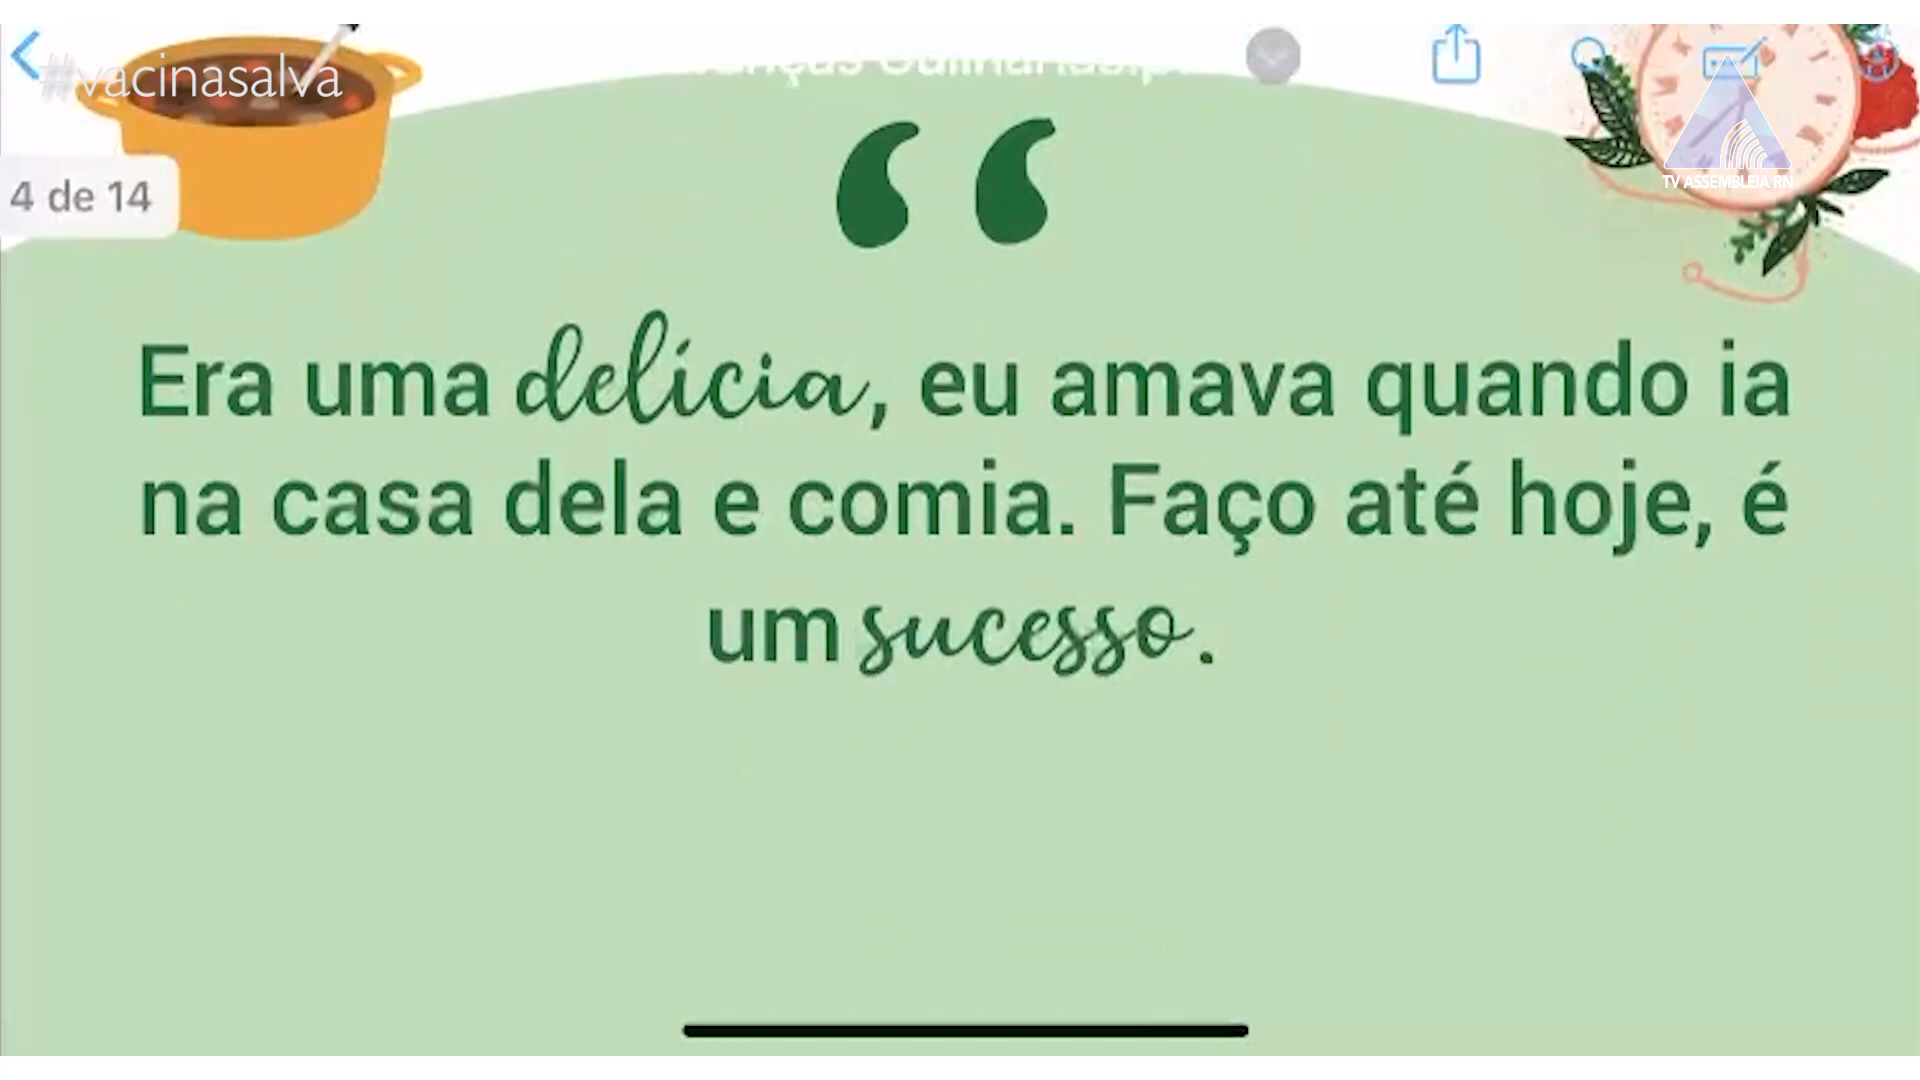 #vacinasalva
4 de 14
TV ASSEMBLEIA RN
Era uma delícia, eu amava quando ia
na casa dela e comia. Faço até hoje, é
um sucesso.